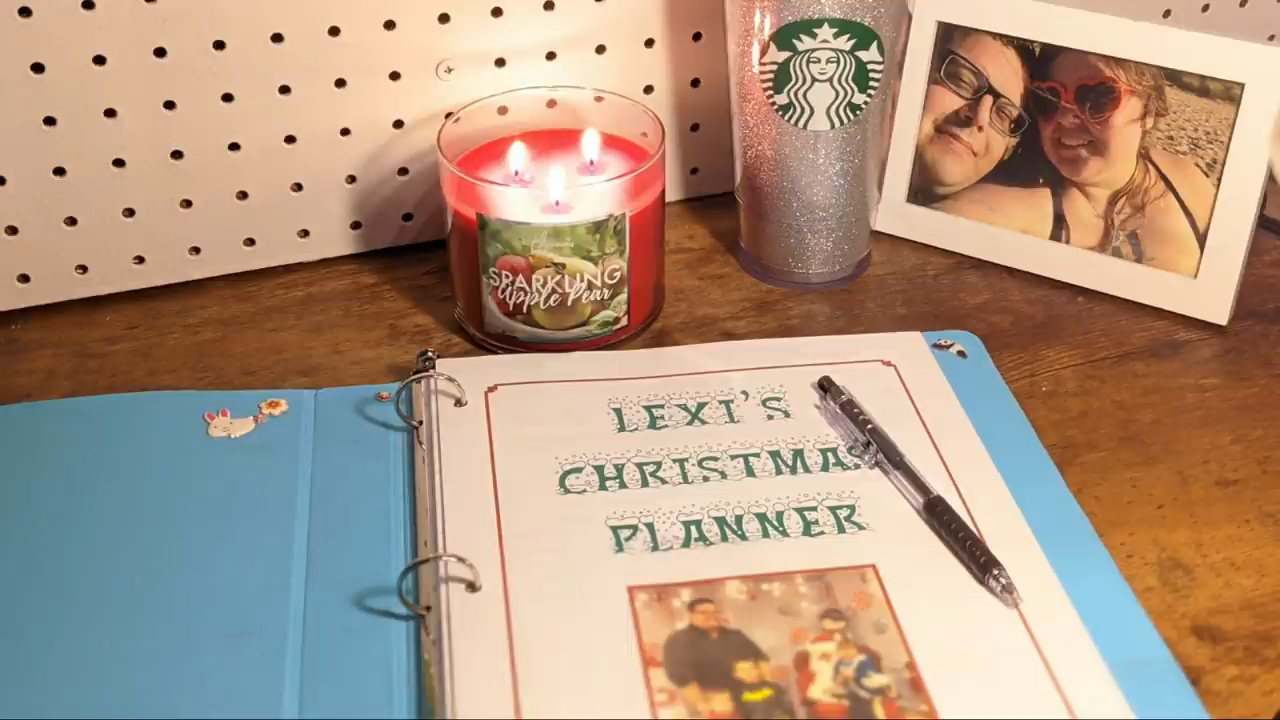 SPARKLING
Apple Pear
LEXI'S
CHRISTMAS
PLANNER